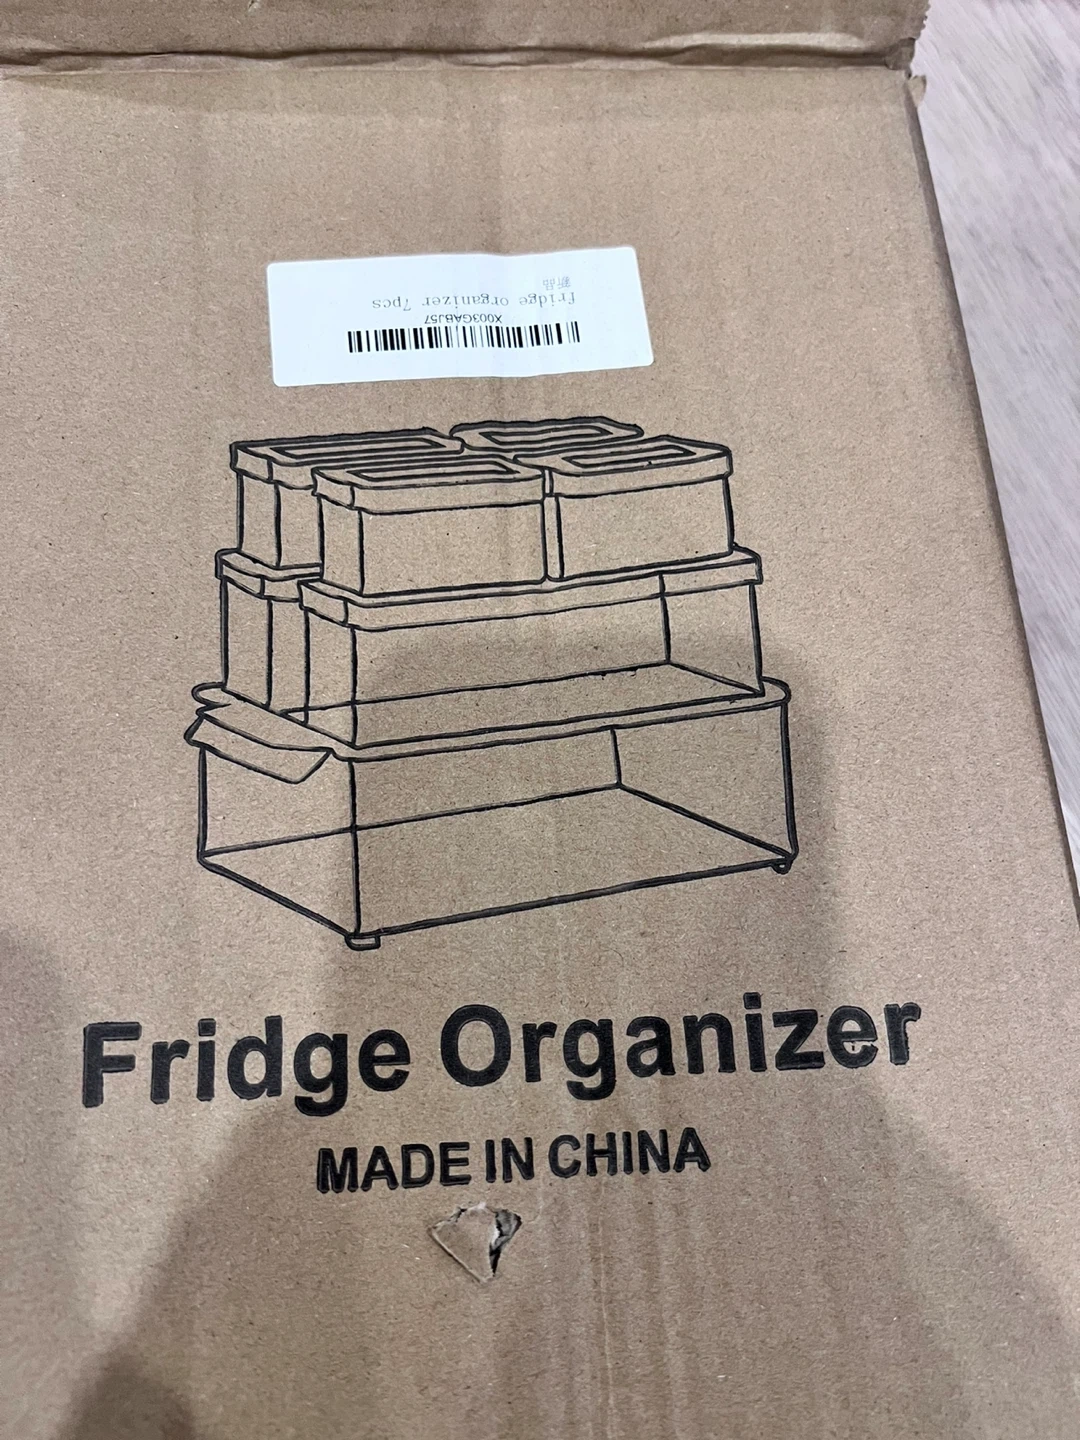 X003GABJ57
fridge organizer 7pcs
新品
Fridge Organizer
MADE IN CHINA